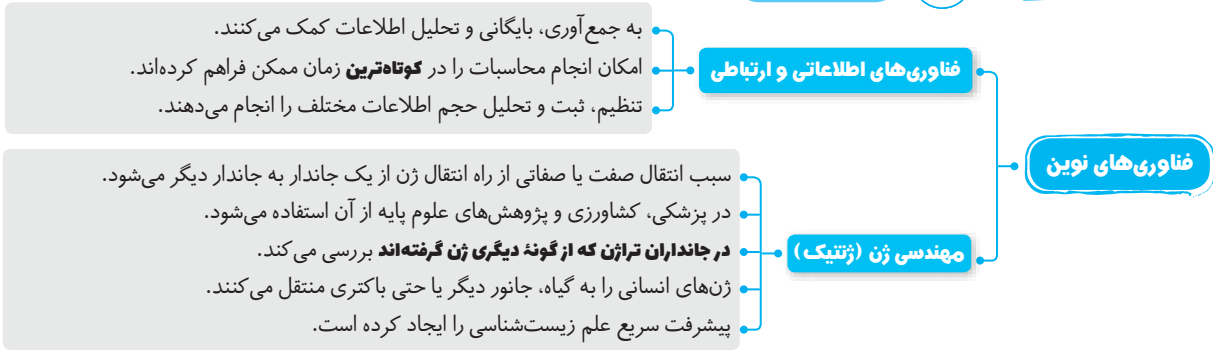 فناوری‌های نوین
فناوری‌های اطلاعاتی و ارتباطی
به جمع‌آوری، بایگانی و تحلیل اطلاعات کمک می‌کنند.
امکان انجام محاسبات را در کوتاه‌ترین زمان ممکن فراهم کرده‌اند.
تنظیم، ثبت و تحلیل حجم اطلاعات مختلف را انجام می‌دهند.
مهندسی ژن (ژنتیک)
سبب انتقال صفت یا صفاتی از راه انتقال ژن از یک جاندار به جاندار دیگر می‌شود.
در پزشکی، کشاورزی و پژوهش‌های علوم پایه از آن استفاده می‌شود.
در جانداران تراژن که از گونهٔ دیگری ژن گرفته‌اند بررسی می‌کند.
ژن‌های انسانی را به گیاه، جانور دیگر یا حتی باکتری منتقل می‌کنند.
پیشرفت سریع علم زیست‌شناسی را ایجاد کرده است.